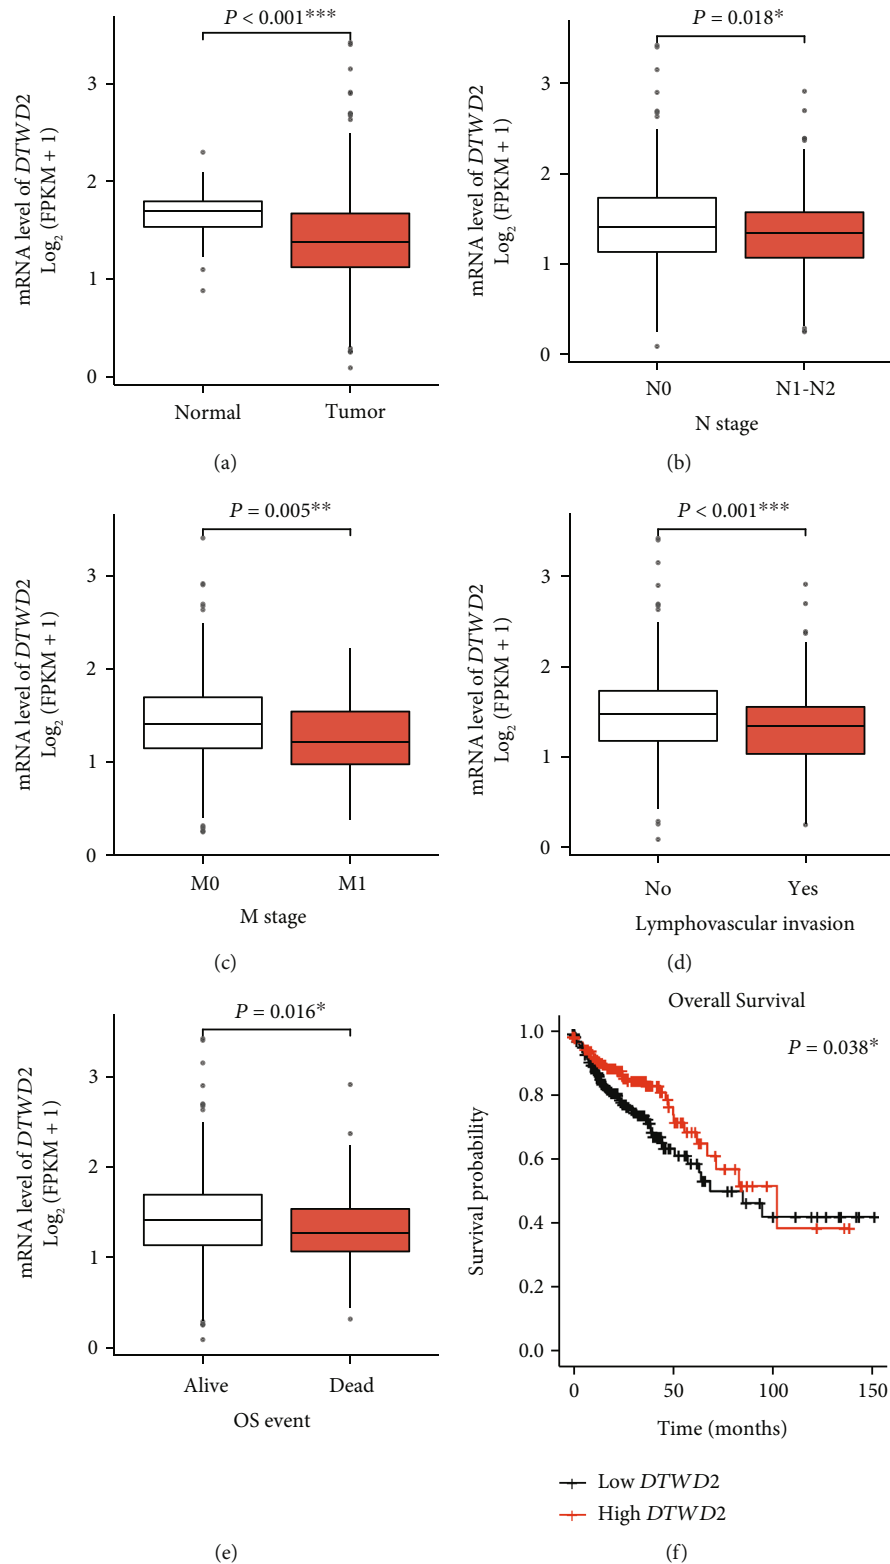 P < 0.001***
mRNA level of DTWD2
Log2 (FPKM + 1)
3
2
1
0
Normal
Tumor
(a)
P = 0.018*
mRNA level of DTWD2
Log2 (FPKM + 1)
3
2
1
0
N0
N1-N2
N stage
(b)
P = 0.005**
mRNA level of DTWD2
Log2 (FPKM + 1)
3
2
1
0
M0
M1
M stage
(c)
P < 0.001***
mRNA level of DTWD2
Log2 (FPKM + 1)
3
2
1
0
No
Yes
Lymphovascular invasion
(d)
P = 0.016*
mRNA level of DTWD2
Log2 (FPKM + 1)
3
2
1
0
Alive
Dead
OS event
(e)
Overall Survival
P = 0.038*
Survival probability
1.0
0.8
0.6
0.4
0.2
0.0
0
50
100
150
Time (months)
Low DTWD2
High DTWD2
(f)